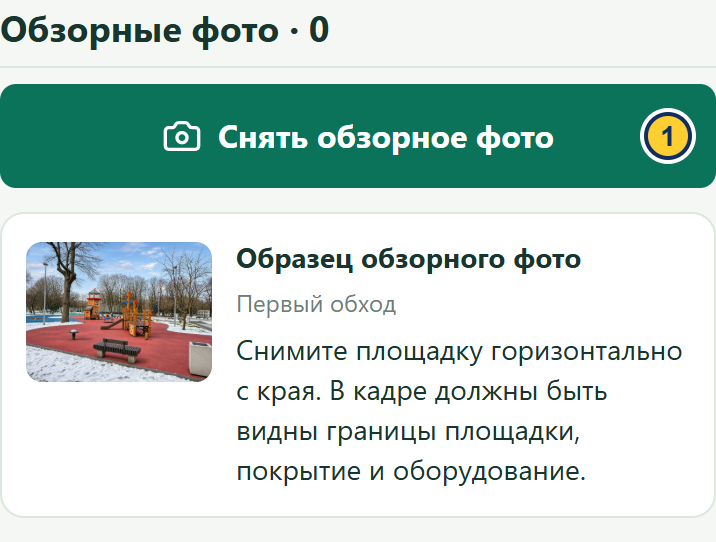 Обзорные фото · 0
Снять обзорное фото
1
Образец обзорного фото
Первый обход
Снимите площадку горизонтально
с края. В кадре должны быть
видны границы площадки,
покрытие и оборудование.